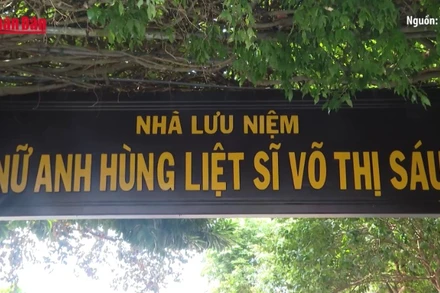 Nguồn:
NHÀ LƯU NIỆM
NỮ ANH HÙNG LIỆT SĨ VÕ THỊ SÁU